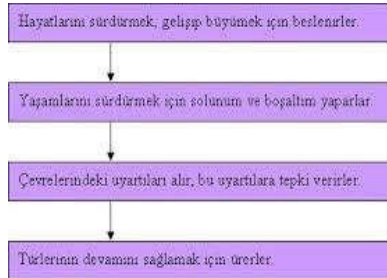 Hayatlarını sürdürmek, gelişip büyümek için beslenirler.
Yaşamlarını sürdürmek için solunum ve boşaltım yaparlar.
Çevrelerindeki uyartıları alır, bu uyartılara tepki verirler.
Türlerinin devamını sağlamak için ürerler.